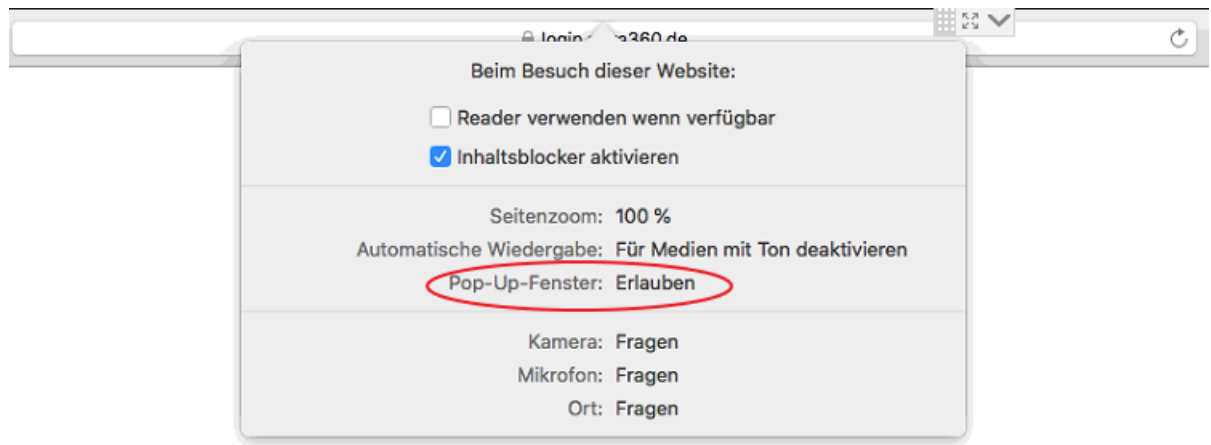 login a360.de
Beim Besuch dieser Website:
Reader verwenden wenn verfügbar
Inhaltsblocker aktivieren
Seitenzoom: 100 %
Automatische Wiedergabe: Für Medien mit Ton deaktivieren
Pop-Up-Fenster: Erlauben
Kamera: Fragen
Mikrofon: Fragen
Ort: Fragen